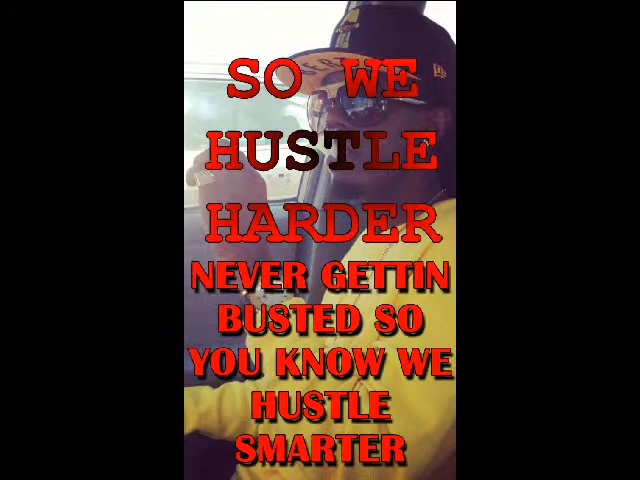 SO WE
HUSTLE
HARDER
NEVER GETTIN
BUSTED SO
YOU KNOW WE
HUSTLE
SMARTER